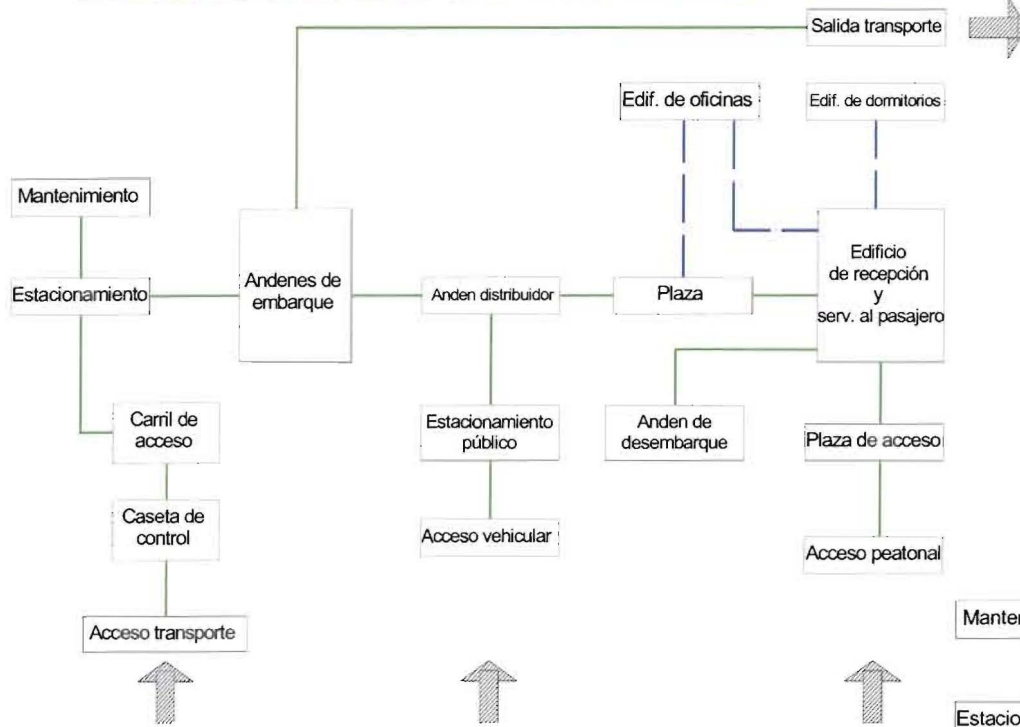 Salida transporte
Edif. de oficinas
Edif. de dormitorios
Mantenimiento
Edificio
de recepción
y
serv. al pasajero
Andenes de
embarque
Estacionamiento
Anden distribuidor
Plaza
Carril de
acceso
Estacionamiento
público
Anden de
desembarque
Plaza de acceso
Caseta de
control
Acceso vehicular
Acceso peatonal
Acceso transporte
Manter
Estacio